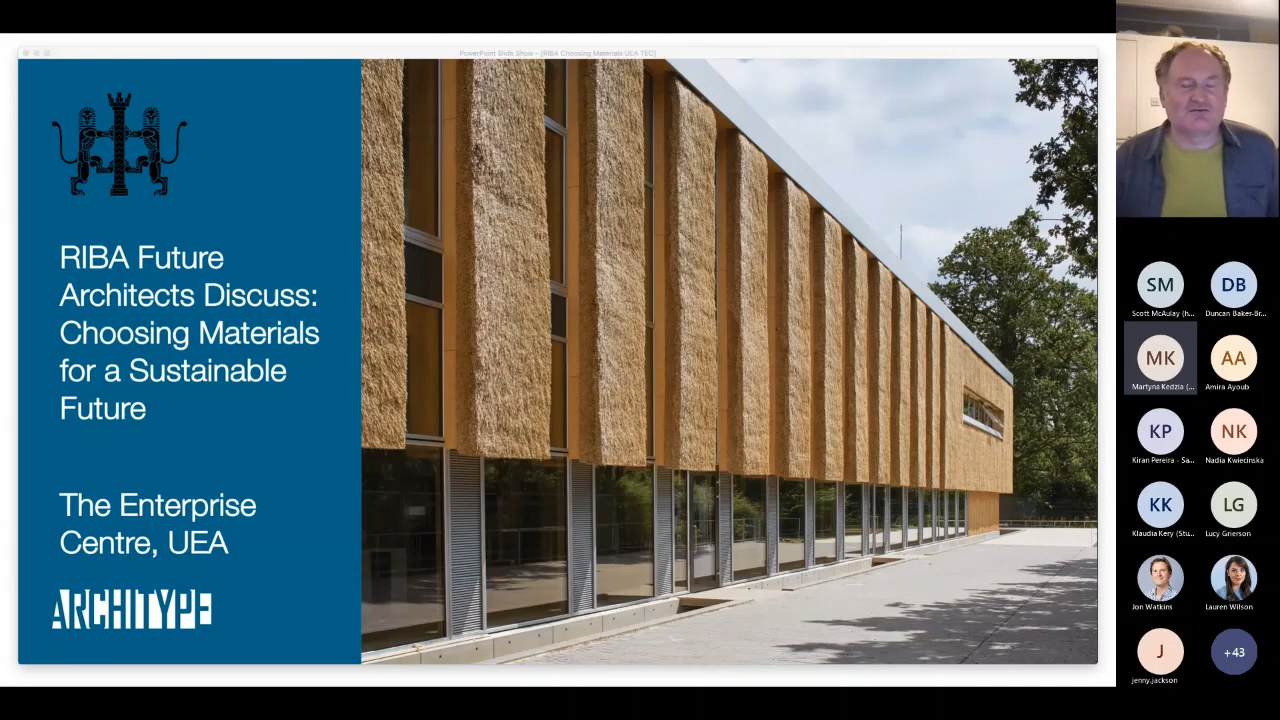 PowerPoint Slide Show - [RIBA Choosing Materials UEA TEC]
RIBA Future
Architects Discuss:
Choosing Materials
for a Sustainable
Future
The Enterprise
Centre, UEA
ARCHITYPE
SM
DB
Scott McAulay (h...
Duncan Baker-Br...
MK
AA
Martyna Kedzia (...
Amira Ayoub
KP
NK
Kiran Pereira - Sa...
Nadia Kwiecinska
KK
LG
Klaudia Kery (Stu...
Lucy Grierson
Jon Watkins
Lauren Wilson
J
+43
jenny.jackson